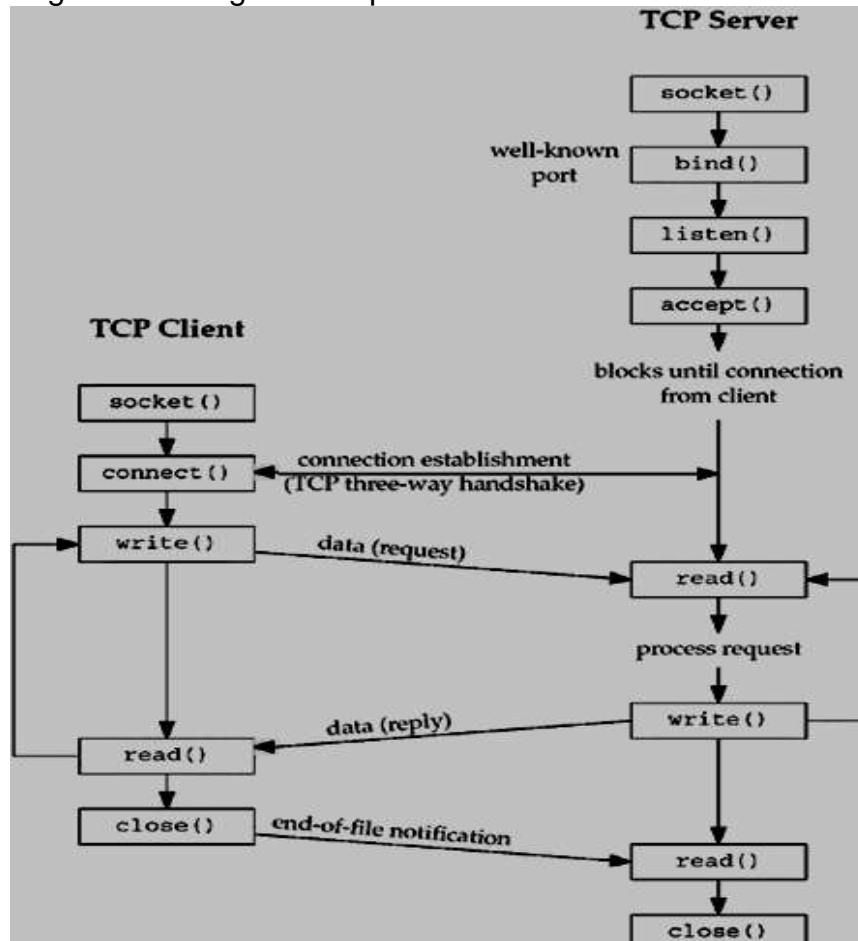 TCP Server
socket()
well-known
port
bind()
listen()
accept()
TCP Client
blocks until connection
from client
socket()
connect()
connection establishment
(TCP three-way handshake)
write()
data (request)
read()
process request
data (reply)
write()
read()
close()
end-of-file notification
read()
close()